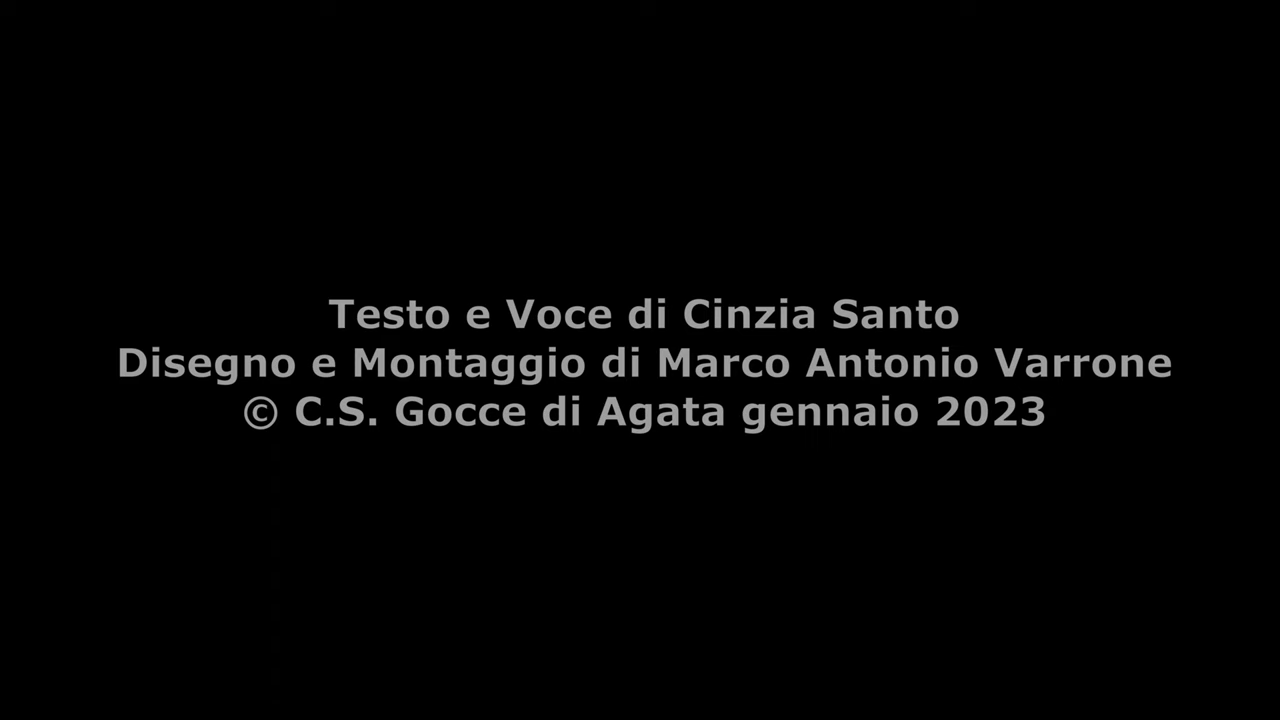 Testo e Voce di Cinzia Santo
Disegno e Montaggio di Marco Antonio Varrone
© C.S. Gocce di Agata gennaio 2023